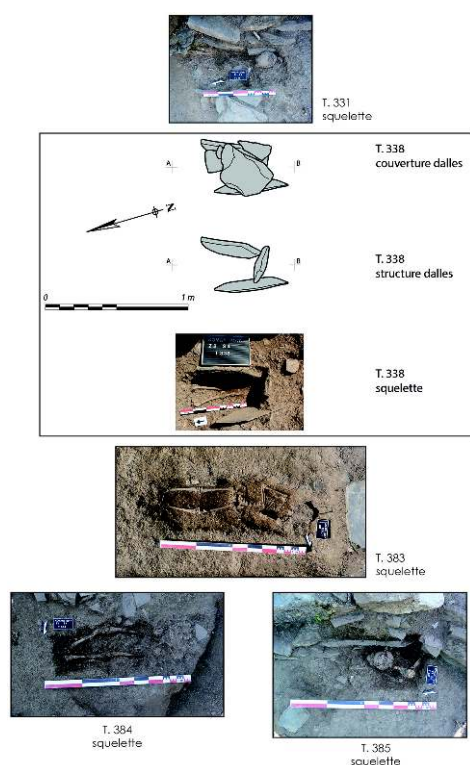 T. 331
squelette
T. 338
couverture dalles
A
B
N
T. 338
structure dalles
A
B
0
1 m
T. 338
squelette
T. 383
squelette
T. 384
squelette
T. 385
squelette